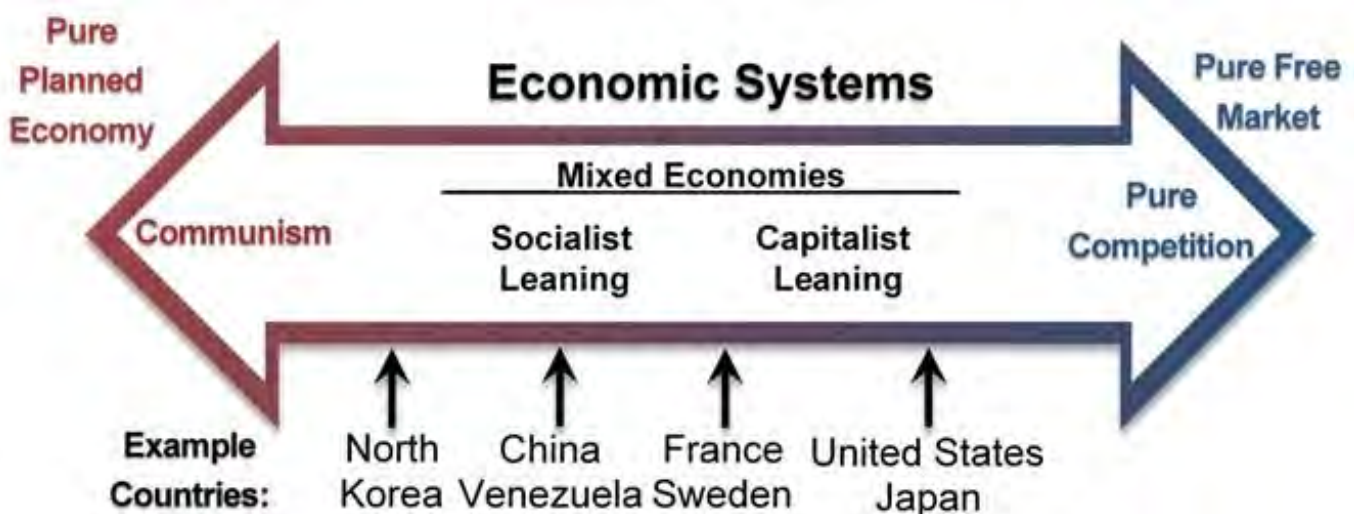 Pure
Planned
Economy
Economic Systems
Pure Free
Market
Mixed Economies
Communism
Socialist
Leaning
Capitalist
Leaning
Pure
Competition
Example
Countries:
North
Korea
China
Venezuela
France
Sweden
United States
Japan